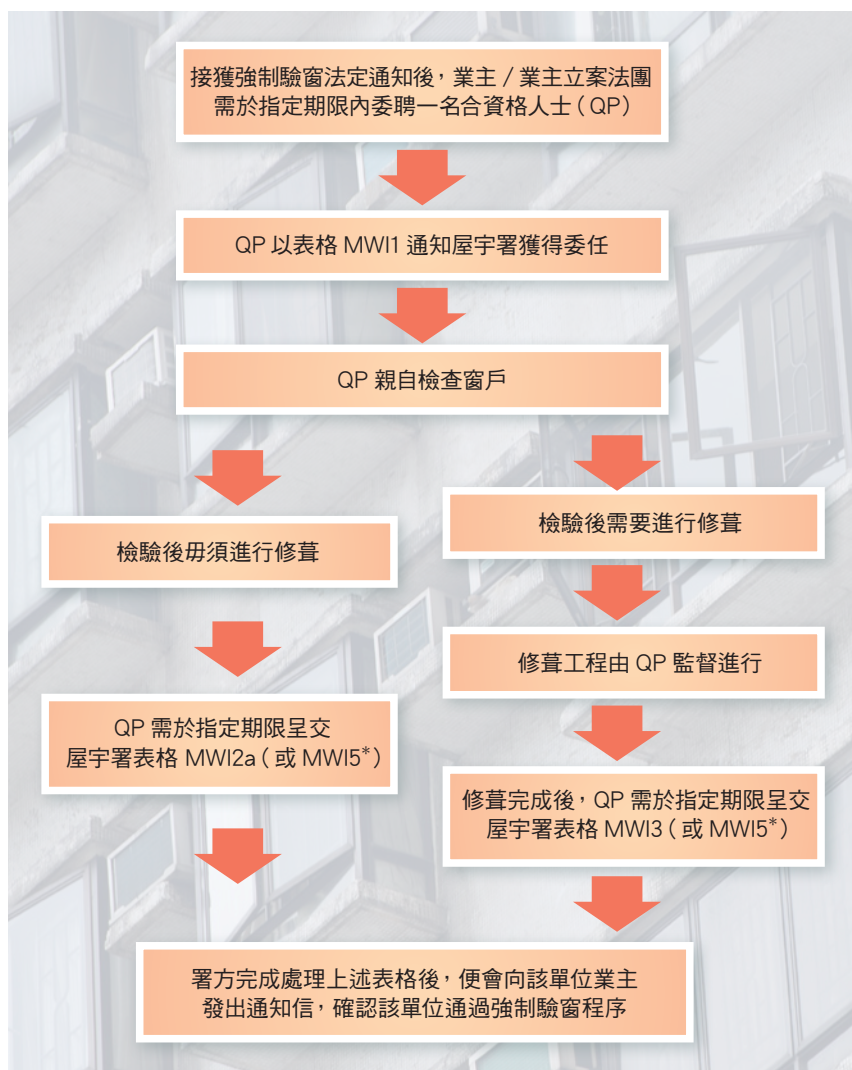 接獲強制驗窗法定通知後，業主 / 業主立案法團
需於指定期限內委聘一名合資格人士（QP）
QP 以表格 MWI1 通知屋宇署獲得委任
QP 親自檢查窗戶
檢驗後毋須進行修葺
檢驗後需要進行修葺
修葺工程由 QP 監督進行
QP 需於指定期限呈交
屋宇署表格 MWI2a（或 MWI5*）
修葺完成後，QP 需於指定期限呈交
屋宇署表格 MWI3（或 MWI5*）
署方完成處理上述表格後，便會向該單位業主
發出通知信，確認該單位通過強制驗窗程序